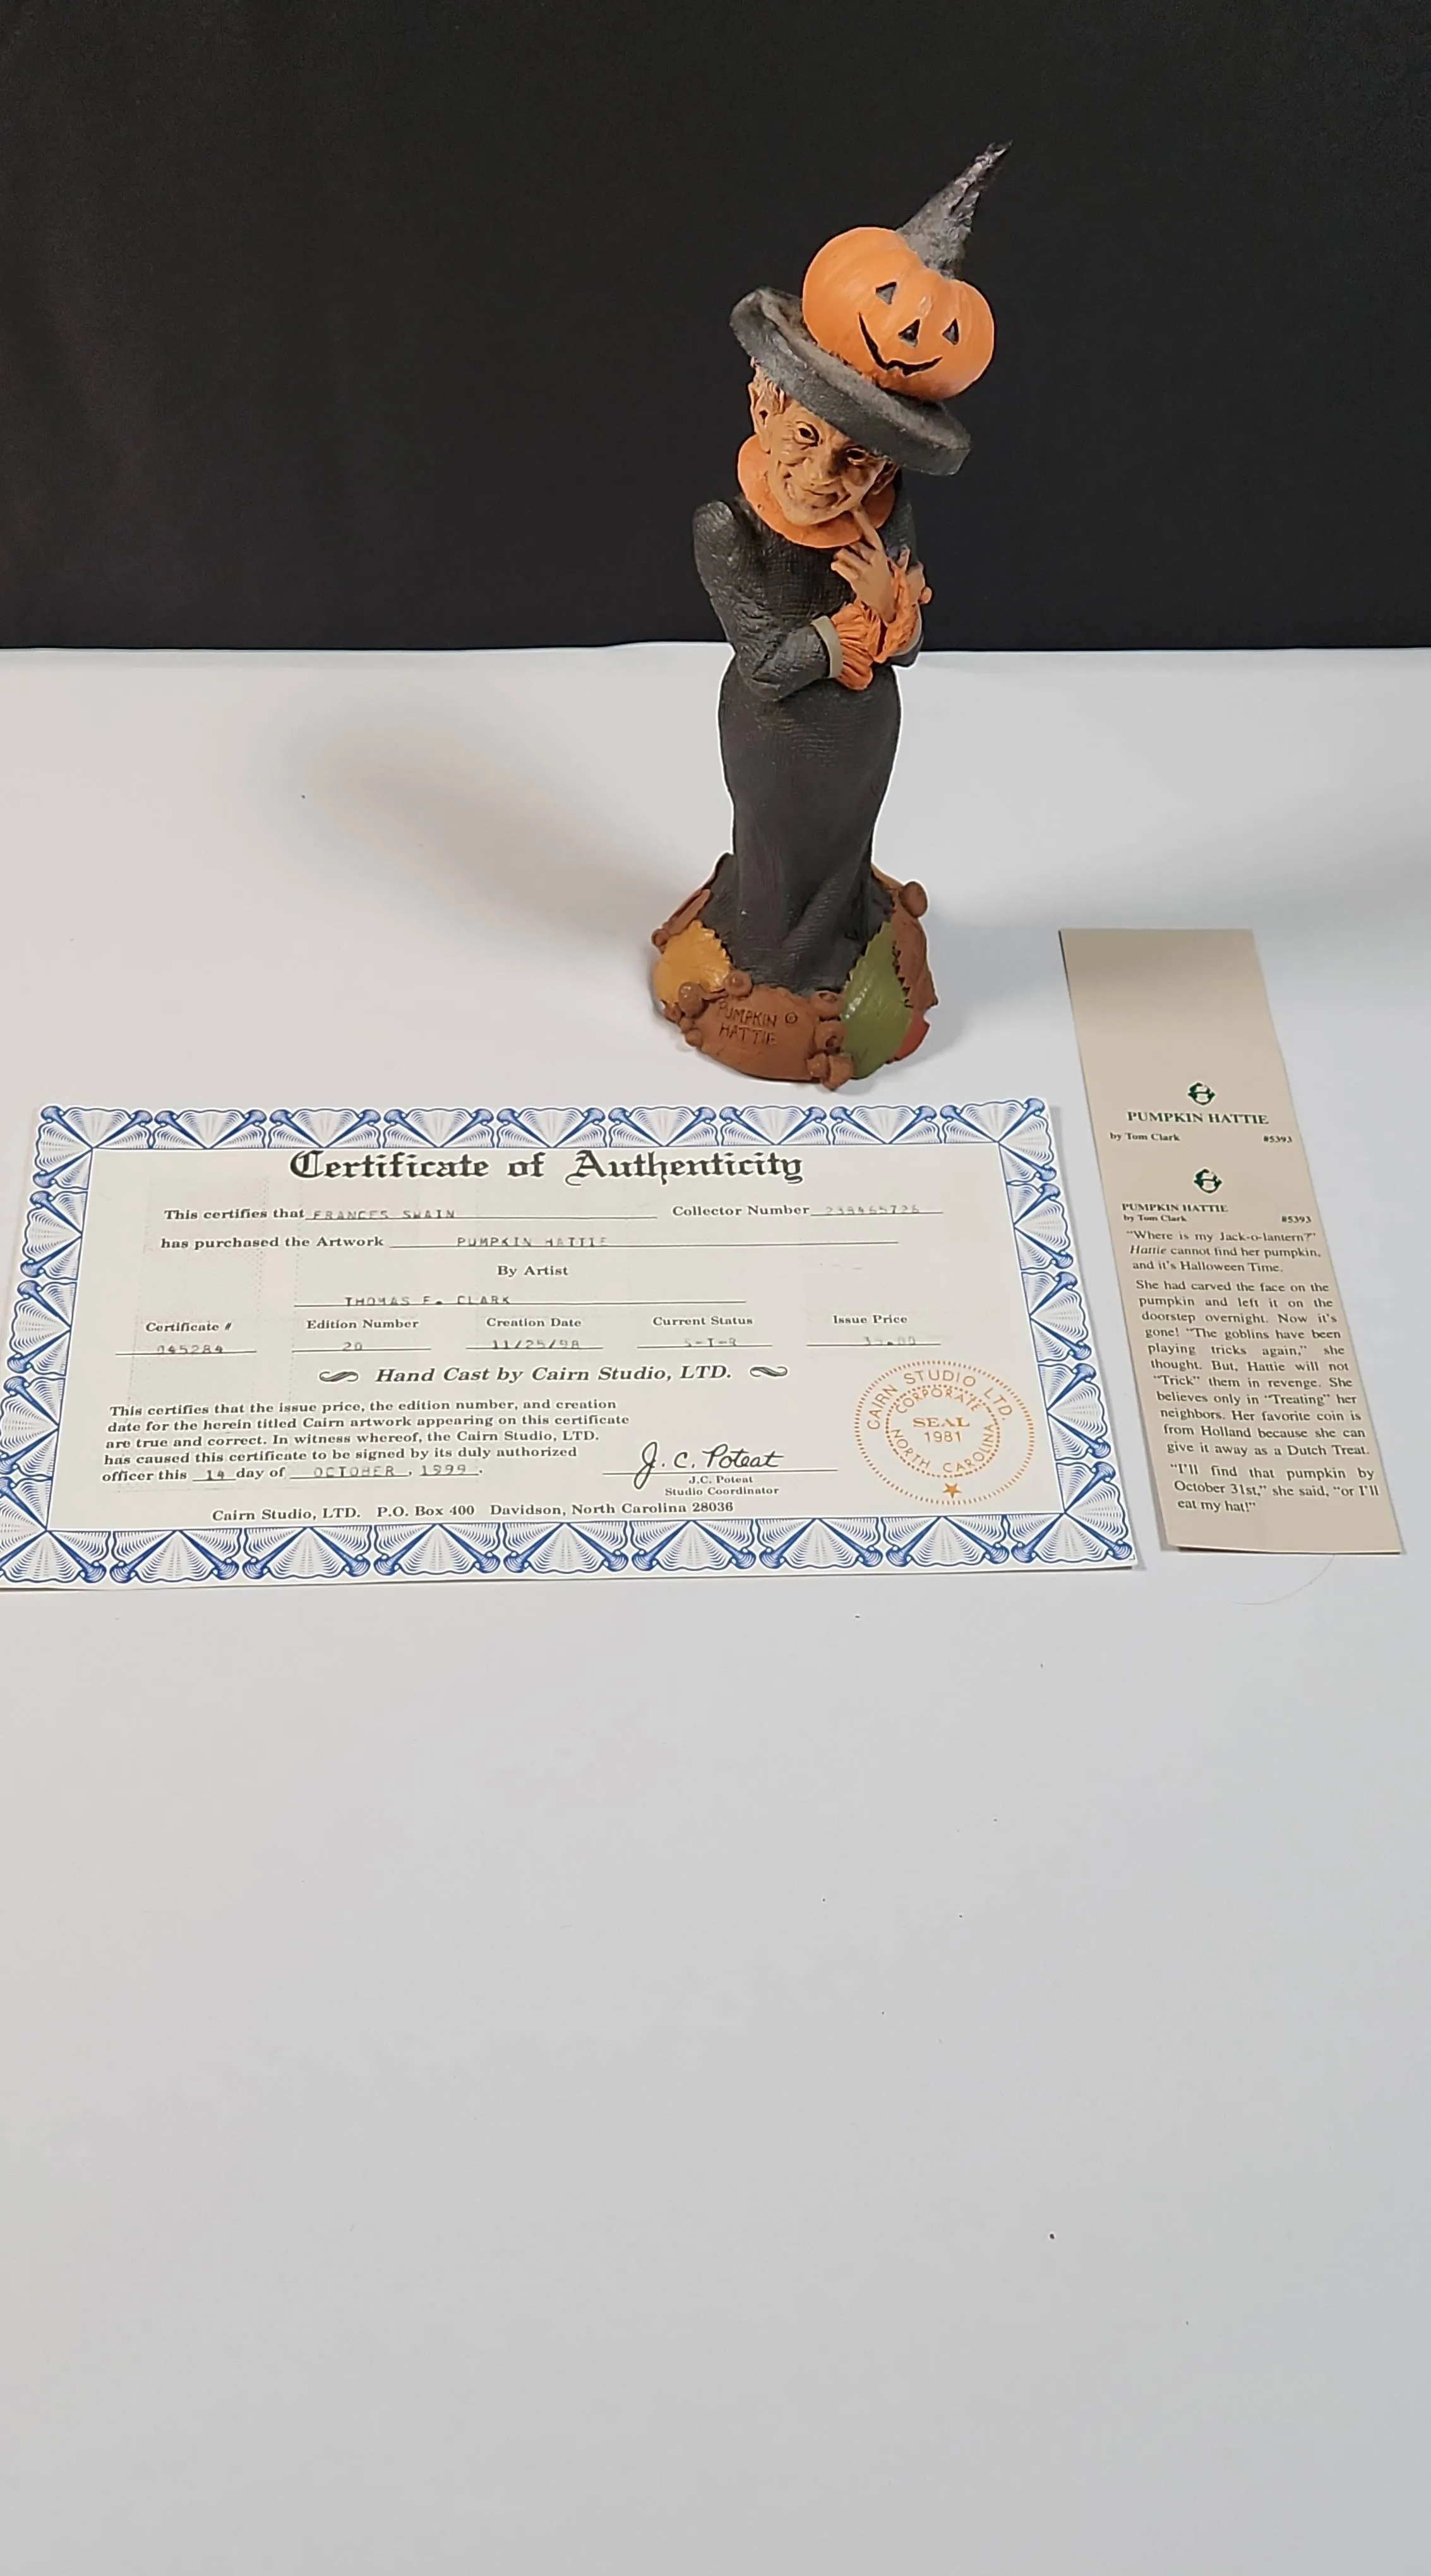 PUMPKIN ©
HATTIE
Certificate of Authenticity
This certifies that FRANCES SWAIN Collector Number
has purchased the Artwork PUMPKIN HATTIE
By Artist
THOMAS F. CLARK
Certificate # Edition Number Creation Date Current Status Issue Price
045284 20 11/25/98
Hand Cast by Cairn Studio, LTD.
This certifies that the issue price, the edition number, and creation
date for the herein titled Cairn artwork appearing on this certificate
are true and correct. In witness whereof, the Cairn Studio, LTD.
has caused this certificate to be signed by its duly authorized
officer this 14 day of OCTOBER, 1999.
J. C. Poteat
J.C. Poteat
Studio Coordinator
Cairn Studio, LTD. P.O. Box 400 Davidson, North Carolina 28036
CAIRN STUDIO LTD.
CORPORATE
SEAL
1981
NORTH CAROLINA
PUMPKIN HATTIE
by Tom Clark #5393
PUMPKIN HATTIE
by Tom Clark #5393
"Where is my Jack-o-lantern?"
Hattie cannot find her pumpkin,
and it's Halloween Time.
She had carved the face on the
pumpkin and left it on the
doorstep overnight. Now it's
gone! "The goblins have been
playing tricks again," she
thought. But, Hattie will not
"Trick" them in revenge. She
believes only in "Treating" her
neighbors. Her favorite coin is
from Holland because she can
give it away as a Dutch Treat.
"I'll find that pumpkin by
October 31st," she said, "or I'll
eat my hat!"